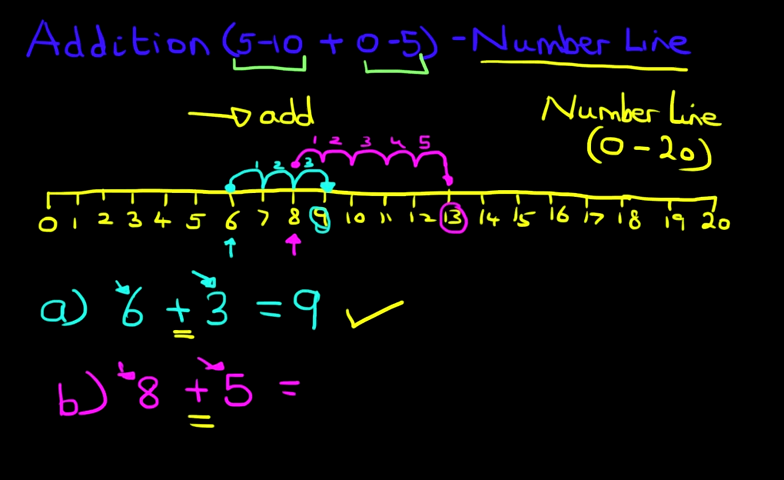 Addition (5-10 + 0-5) - Number Line
add
Number Line
(0 - 20)
1 2 3 4 5
1 2 3
0 1 2 3 4 5 6 7 8 9 10 11 12 13 14 15 16 17 18 19 20
a) 6 + 3 = 9
b) 8 + 5 =